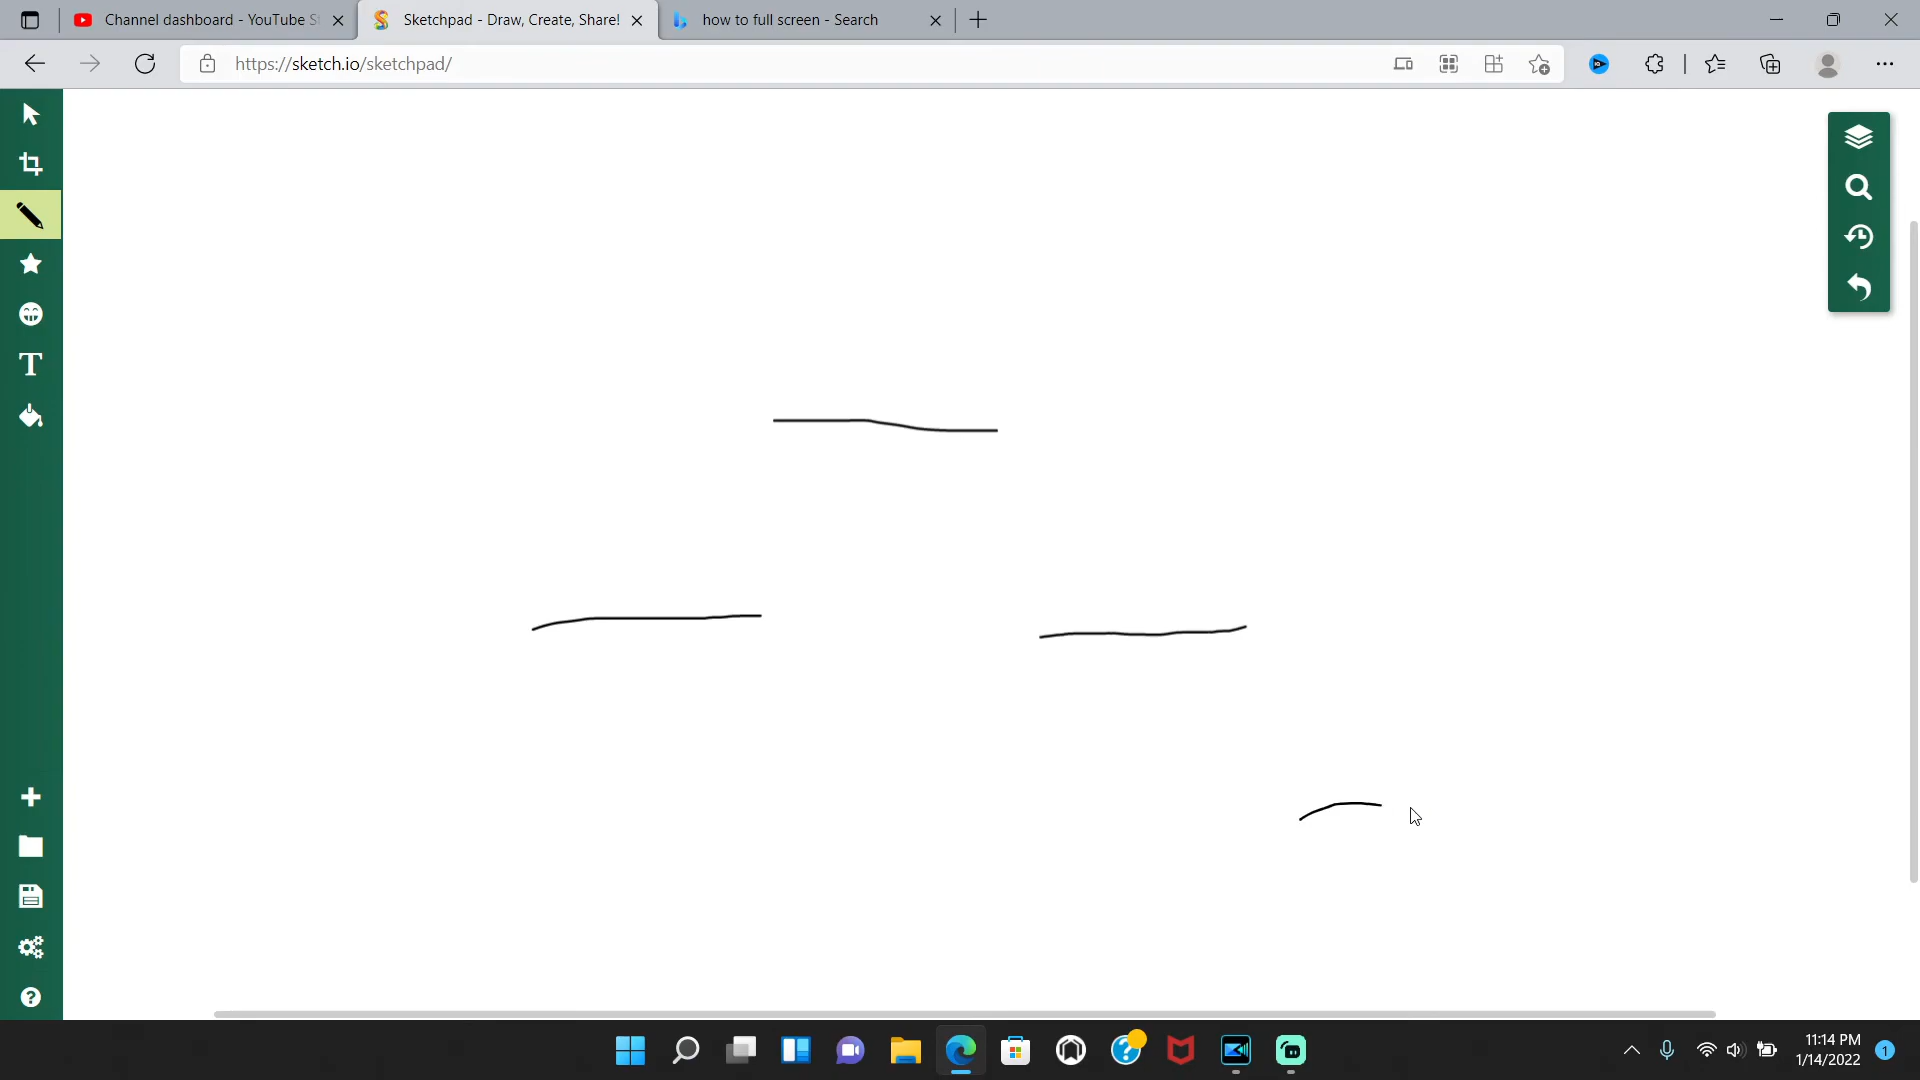 Channel dashboard - YouTube S
Sketchpad - Draw, Create, Share!
how to full screen - Search
https://sketch.io/sketchpad/
T
?
11:14 PM
1/14/2022
1